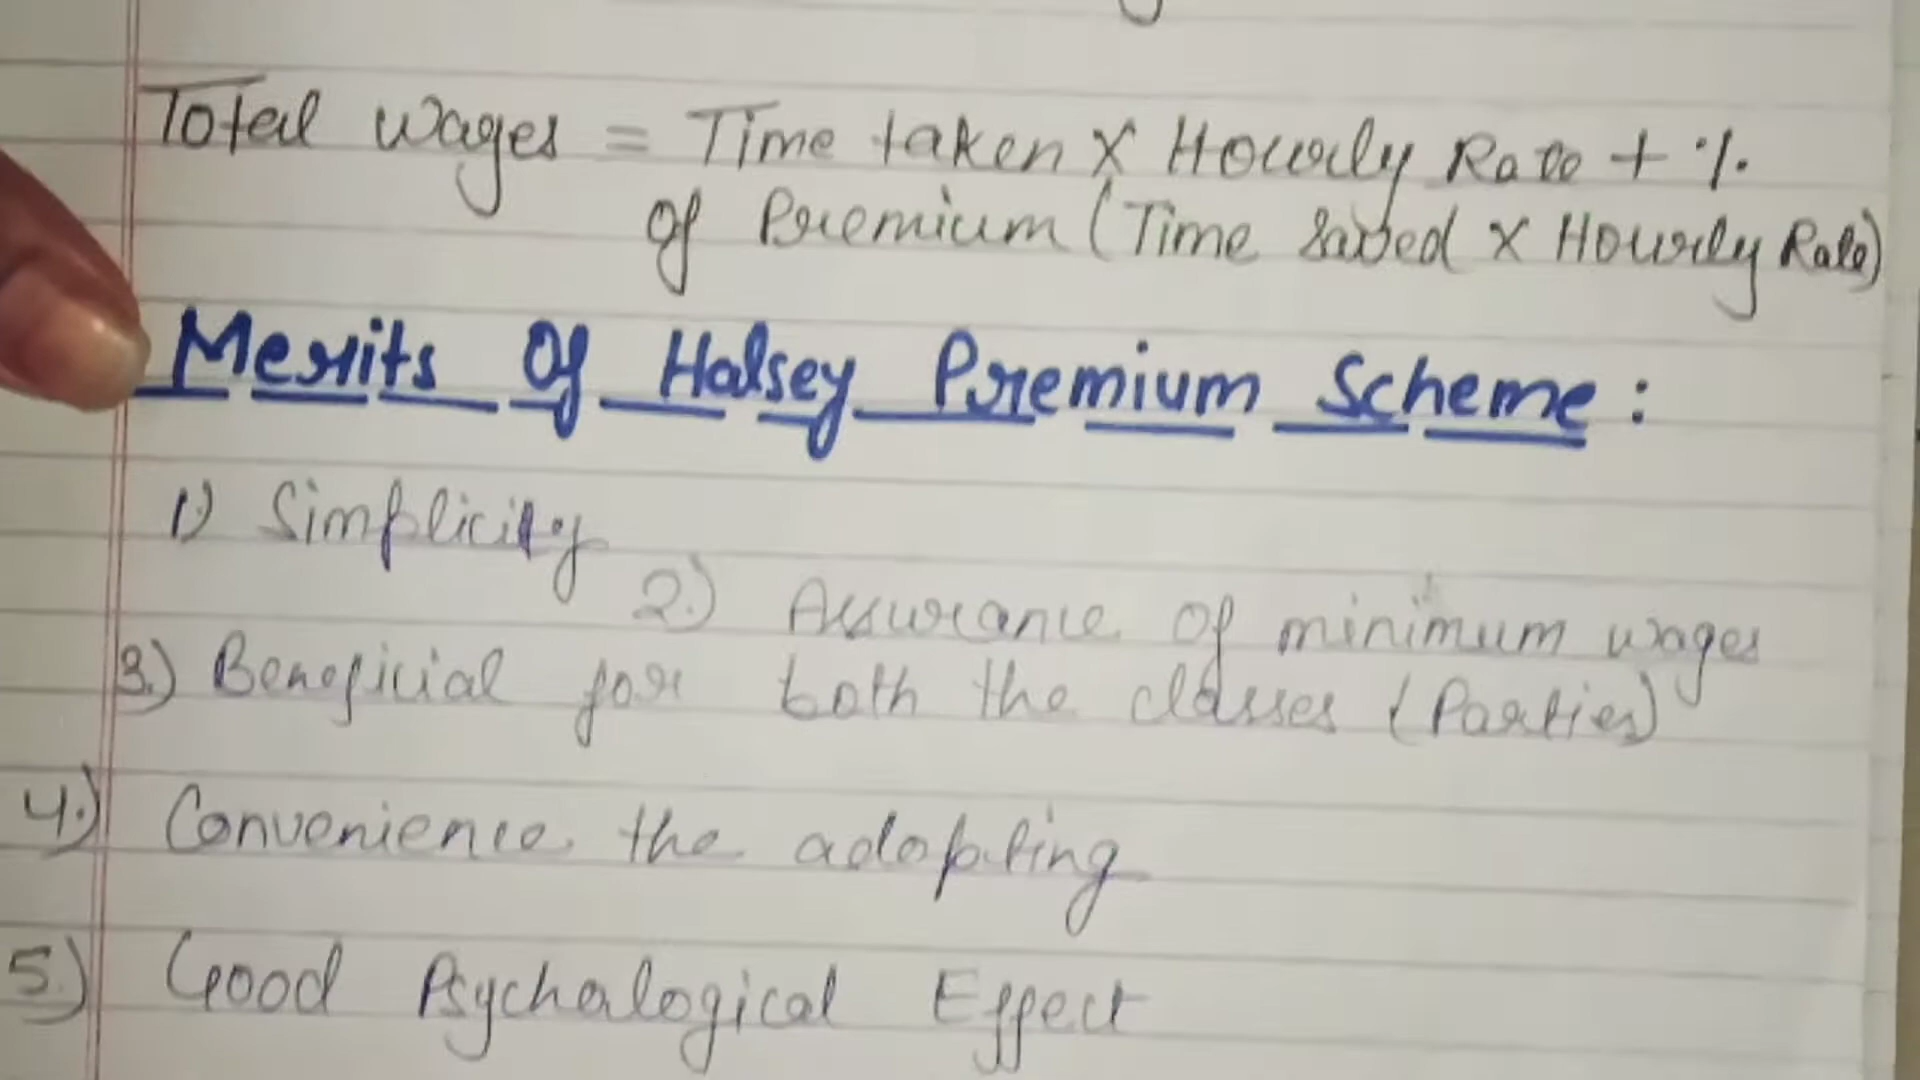 Total wages = Time taken X Hourly Rate + %
of Premium (Time saved X Hourly Rate)
Merits Of Halsey Premium Scheme :
1) Simplicity
2.) Assurance of minimum wages
3.) Beneficial for both the classes (Parties)
4.) Convenience the adopting
5.) Good Psychalogical Effect